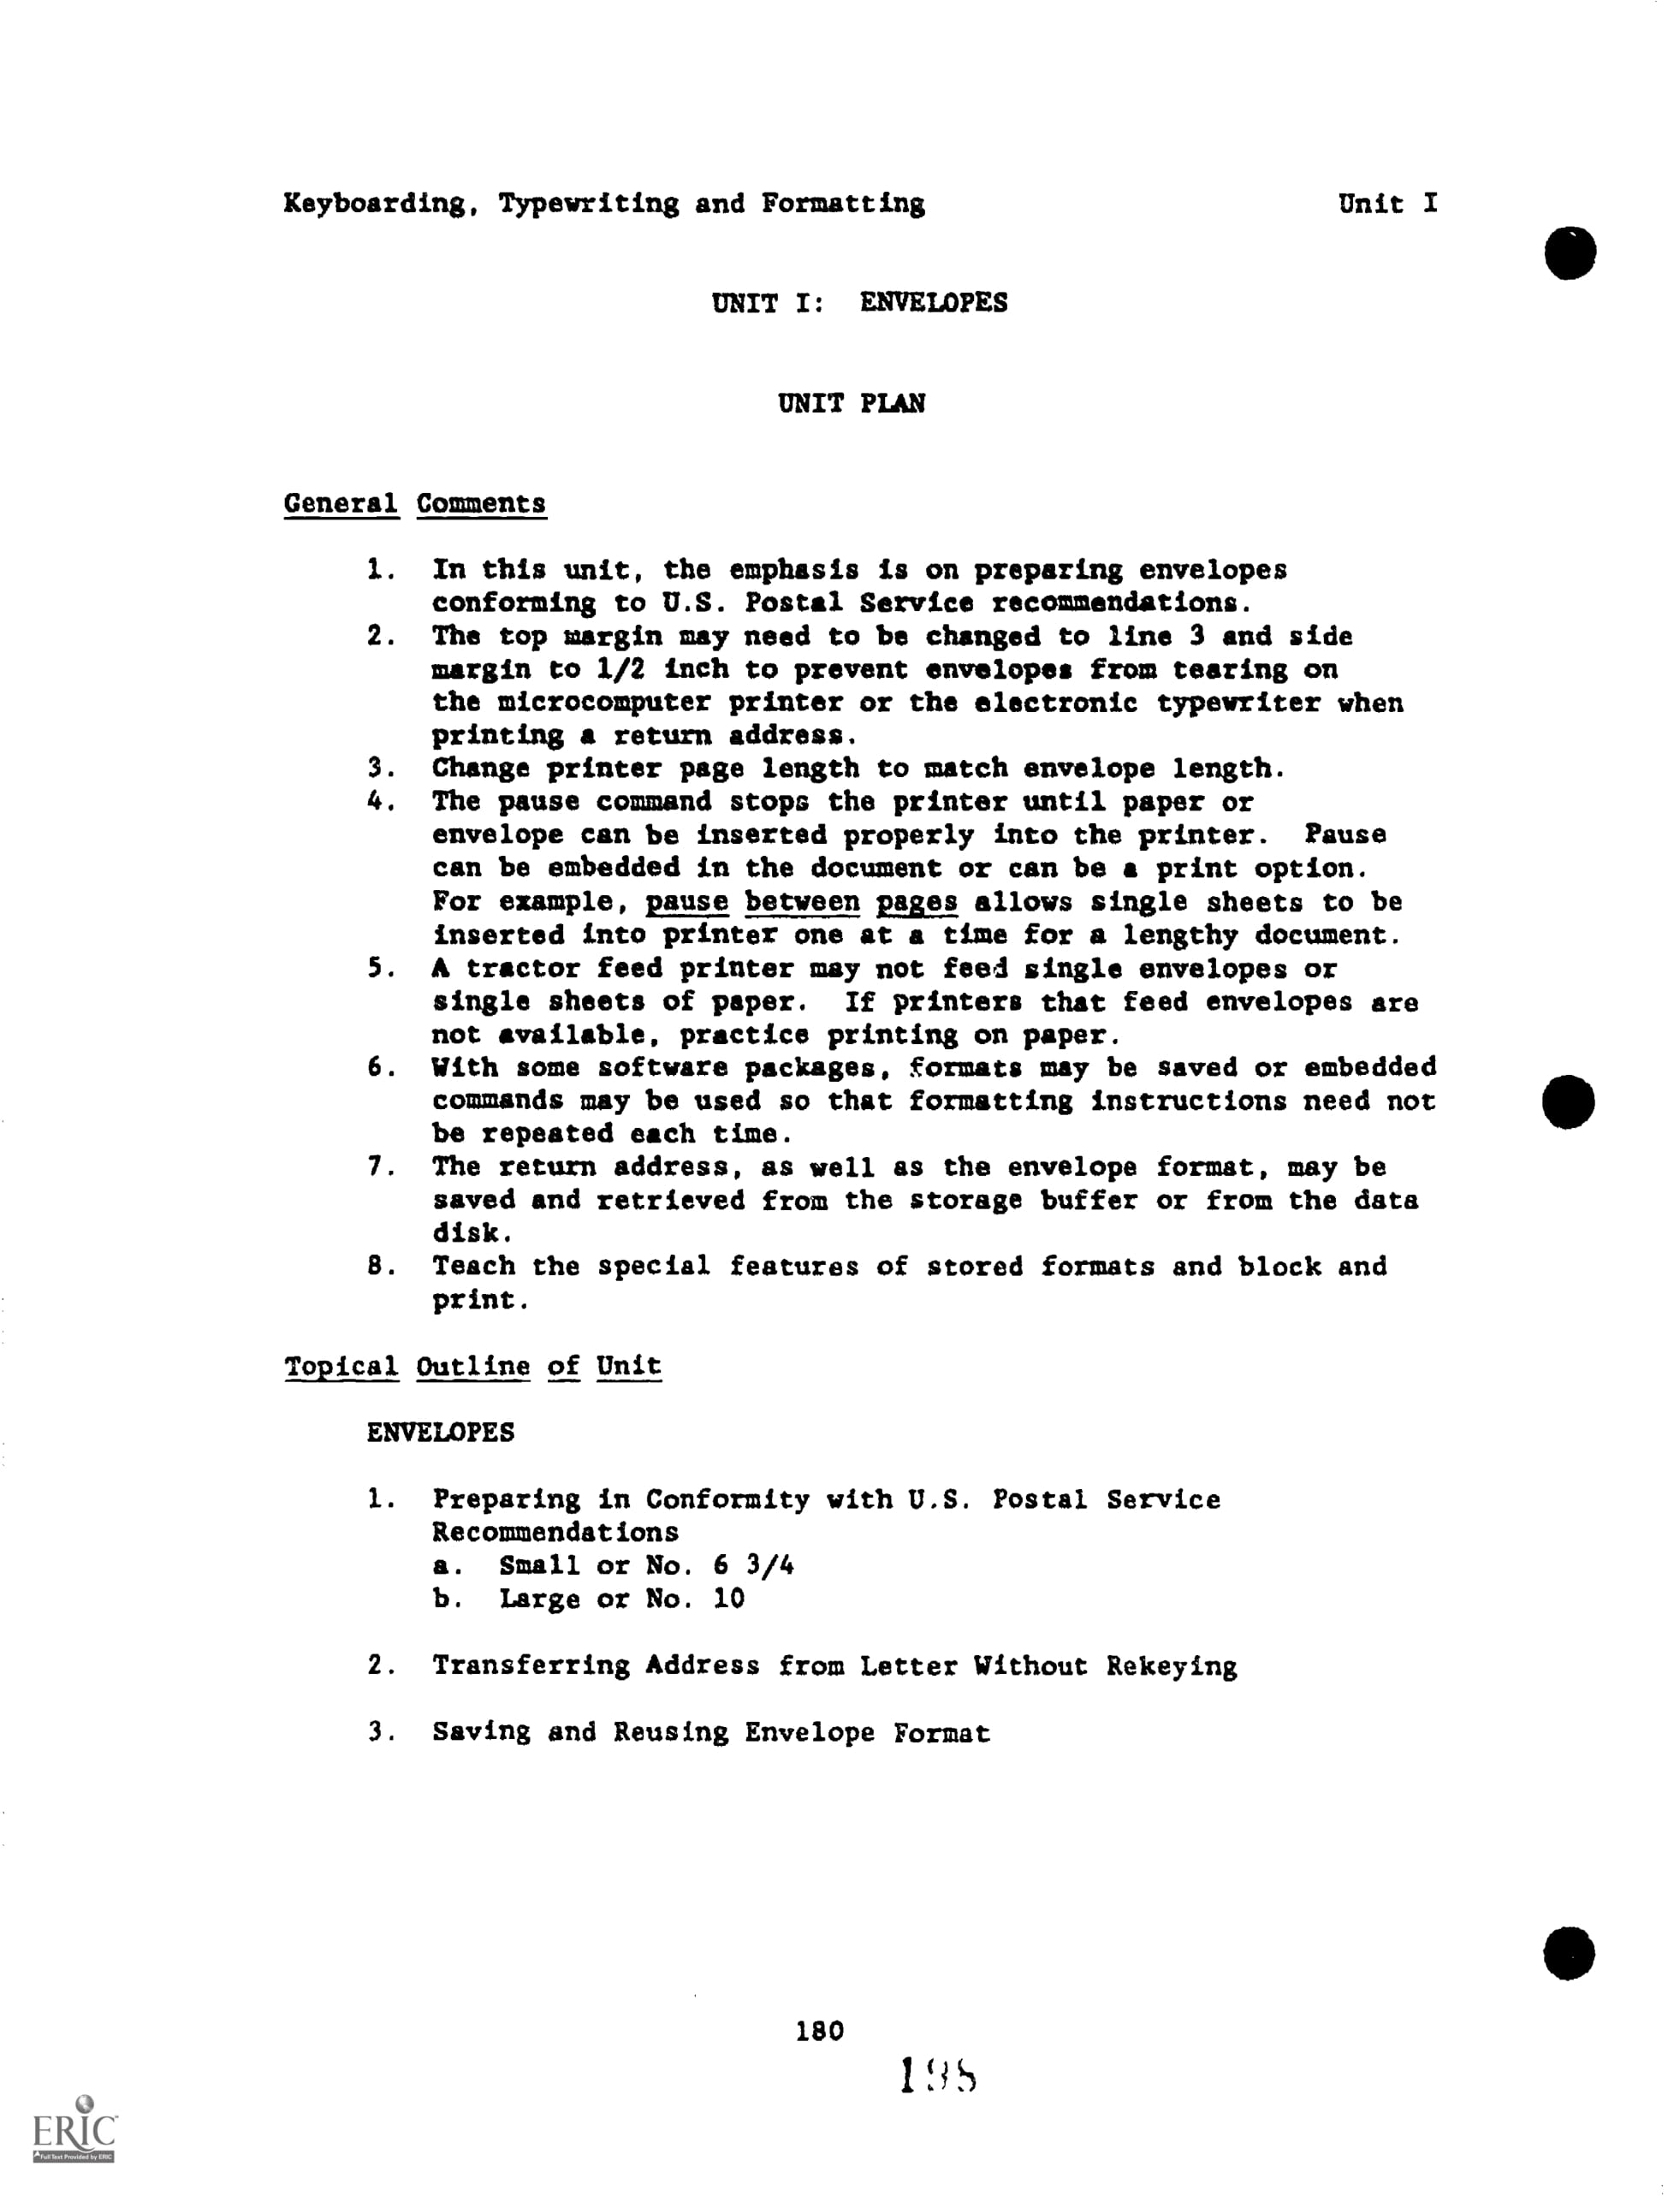 Keyboarding, Typewriting and Formatting Unit I
UNIT I: ENVELOPES
UNIT PLAN
General Comments
1. In this unit, the emphasis is on preparing envelopes
conforming to U.S. Postal Service recommendations.
2. The top margin may need to be changed to line 3 and side
margin to 1/2 inch to prevent envelopes from tearing on
the microcomputer printer or the electronic typewriter when
printing a return address.
3. Change printer page length to match envelope length.
4. The pause command stops the printer until paper or
envelope can be inserted properly into the printer. Pause
can be embedded in the document or can be a print option.
For example, pause between pages allows single sheets to be
inserted into printer one at a time for a lengthy document.
5. A tractor feed printer may not feed single envelopes or
single sheets of paper. If printers that feed envelopes are
not available, practice printing on paper.
6. With some software packages, formats may be saved or embedded
commands may be used so that formatting instructions need not
be repeated each time.
7. The return address, as well as the envelope format, may be
saved and retrieved from the storage buffer or from the data
disk.
8. Teach the special features of stored formats and block and
print.
Topical Outline of Unit
ENVELOPES
1. Preparing in Conformity with U.S. Postal Service
Recommendations
a. Small or No. 6 3/4
b. Large or No. 10
2. Transferring Address from Letter Without Rekeying
3. Saving and Reusing Envelope Format
180
ERIC
Full Text Provided by ERIC